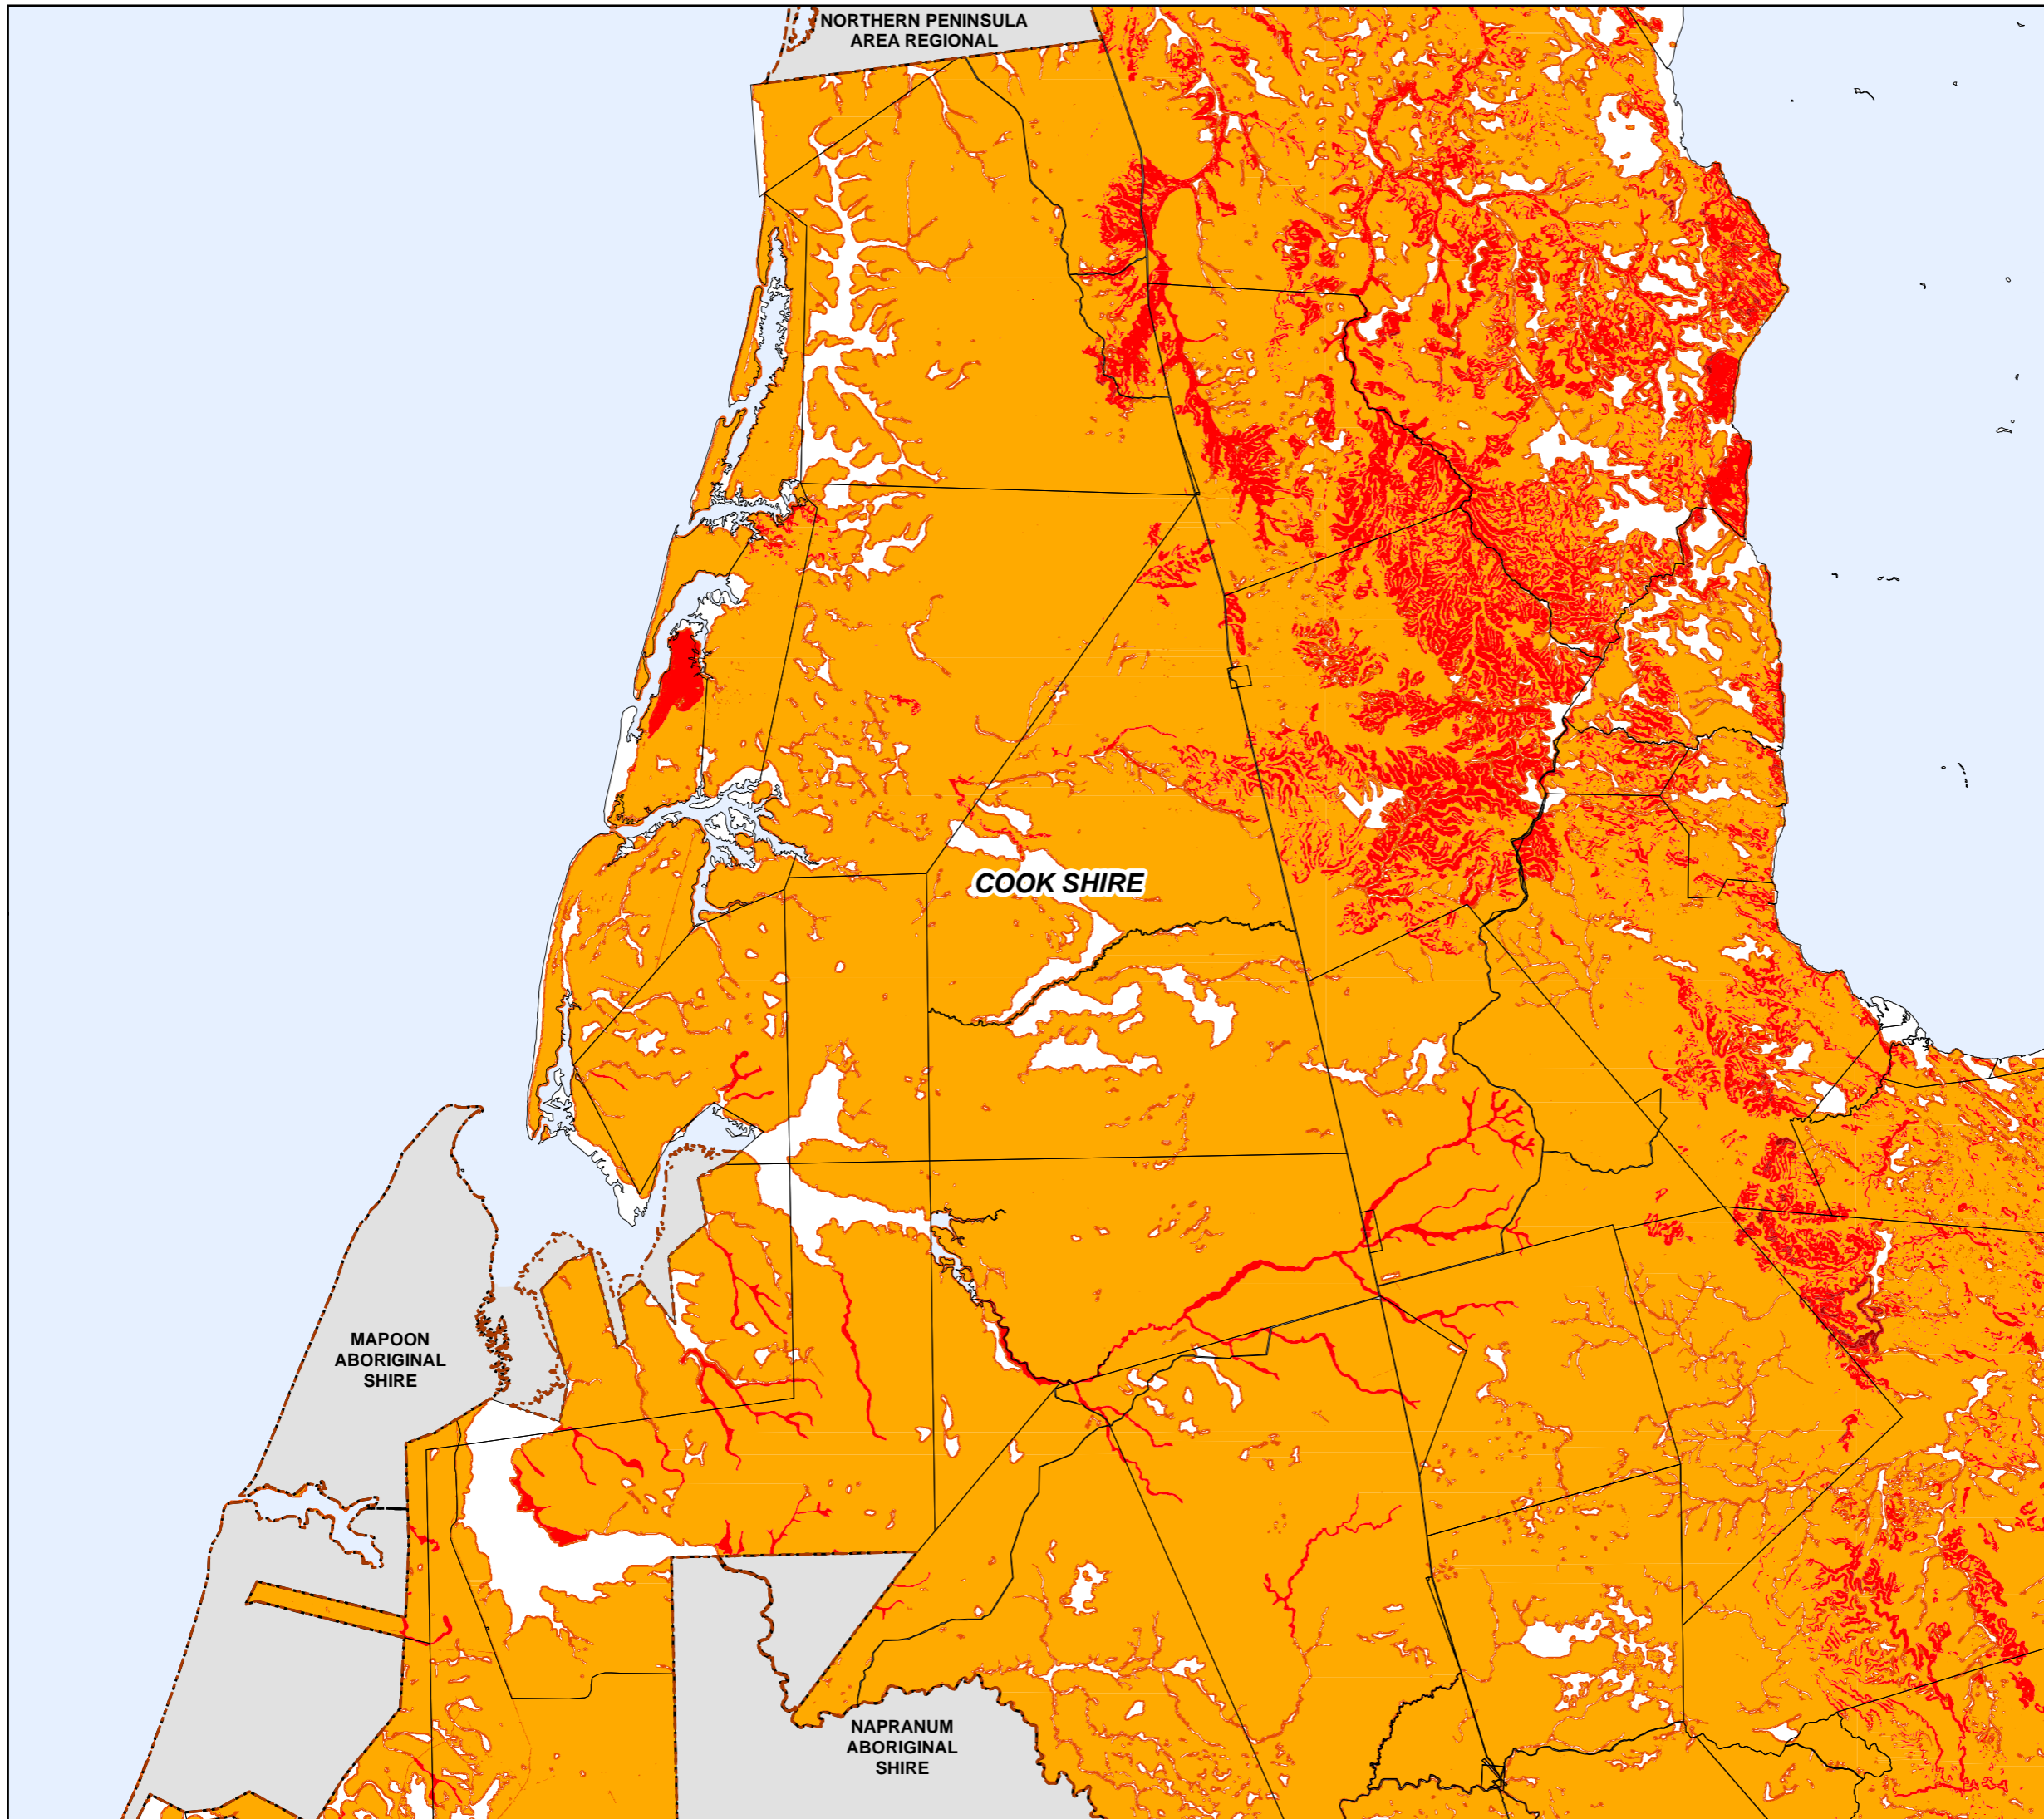 NORTHERN PENINSULA
AREA REGIONAL
COOK SHIRE
MAPOON
ABORIGINAL
SHIRE
NAPRANUM
ABORIGINAL
SHIRE